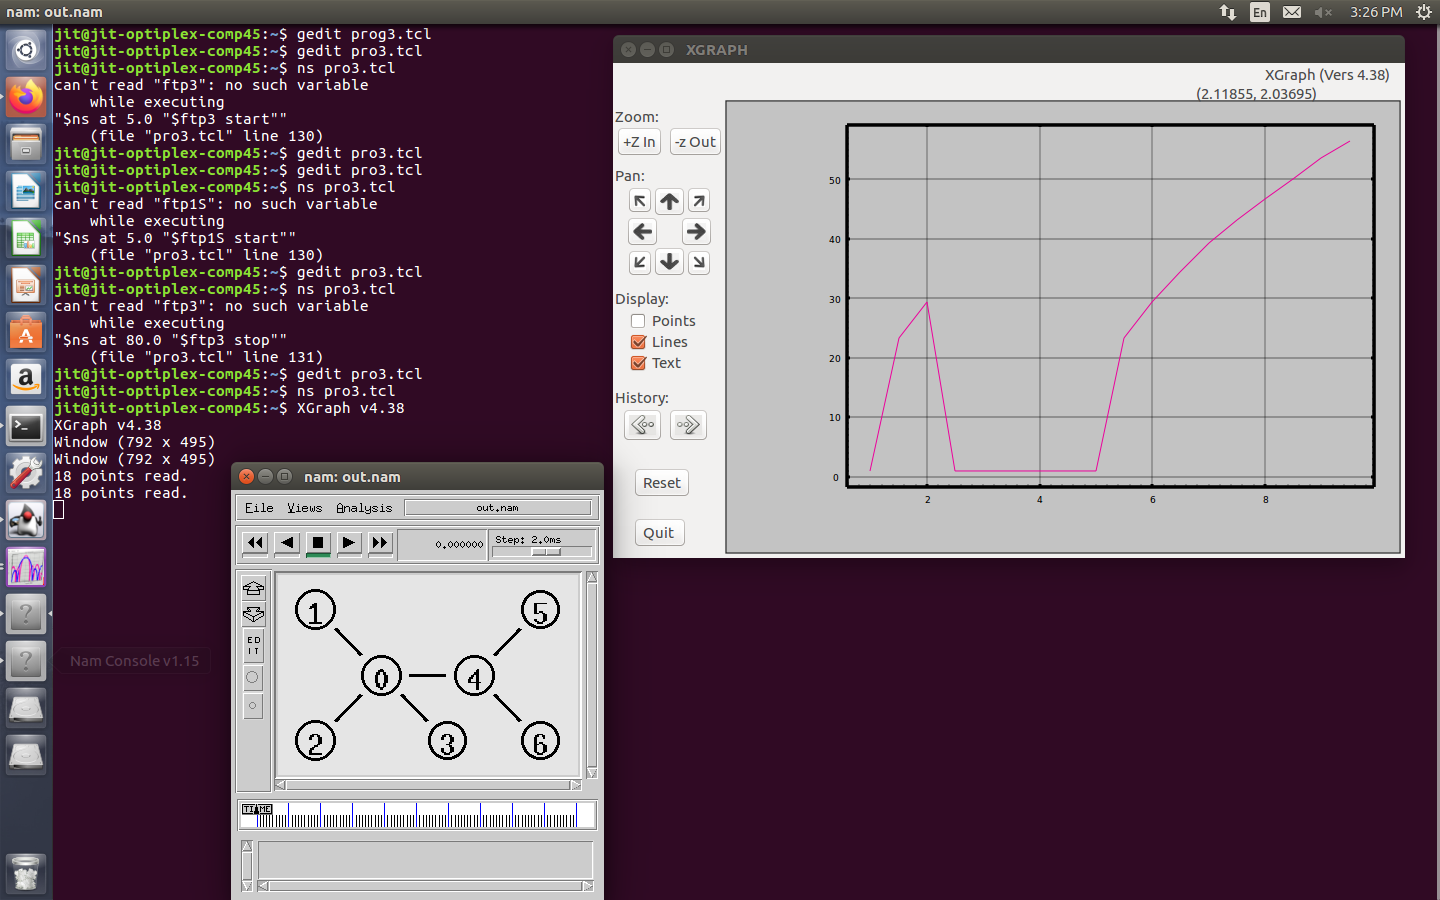 nam: out.nam
En
3:26 PM
jit@jit-optiplex-comp45:~$ gedit prog3.tcl
jit@jit-optiplex-comp45:~$ gedit pro3.tcl
jit@jit-optiplex-comp45:~$ ns pro3.tcl
can't read "ftp3": no such variable
    while executing
"$ns at 5.0 "$ftp3 start""
    (file "pro3.tcl" line 130)
jit@jit-optiplex-comp45:~$ gedit pro3.tcl
jit@jit-optiplex-comp45:~$ gedit pro3.tcl
jit@jit-optiplex-comp45:~$ ns pro3.tcl
can't read "ftp1S": no such variable
    while executing
"$ns at 5.0 "$ftp1S start""
    (file "pro3.tcl" line 130)
jit@jit-optiplex-comp45:~$ gedit pro3.tcl
jit@jit-optiplex-comp45:~$ ns pro3.tcl
can't read "ftp3": no such variable
    while executing
"$ns at 80.0 "$ftp3 stop""
    (file "pro3.tcl" line 131)
jit@jit-optiplex-comp45:~$ gedit pro3.tcl
jit@jit-optiplex-comp45:~$ ns pro3.tcl
jit@jit-optiplex-comp45:~$ XGraph v4.38
XGraph v4.38
Window (792 x 495)
Window (792 x 495)
18 points read.
18 points read.
Nam Console v1.15
XGRAPH
XGraph (Vers 4.38)
(2.11855, 2.03695)
Zoom:
+Z In
-z Out
Pan:
Display:
Points
Lines
Text
History:
Reset
Quit
50
40
30
20
10
0
2
4
6
8
nam: out.nam
File
Views
Analysis
out.nam
0.000000
Step: 2.0ms
ED
IT
1
5
0
4
2
3
6
TIME